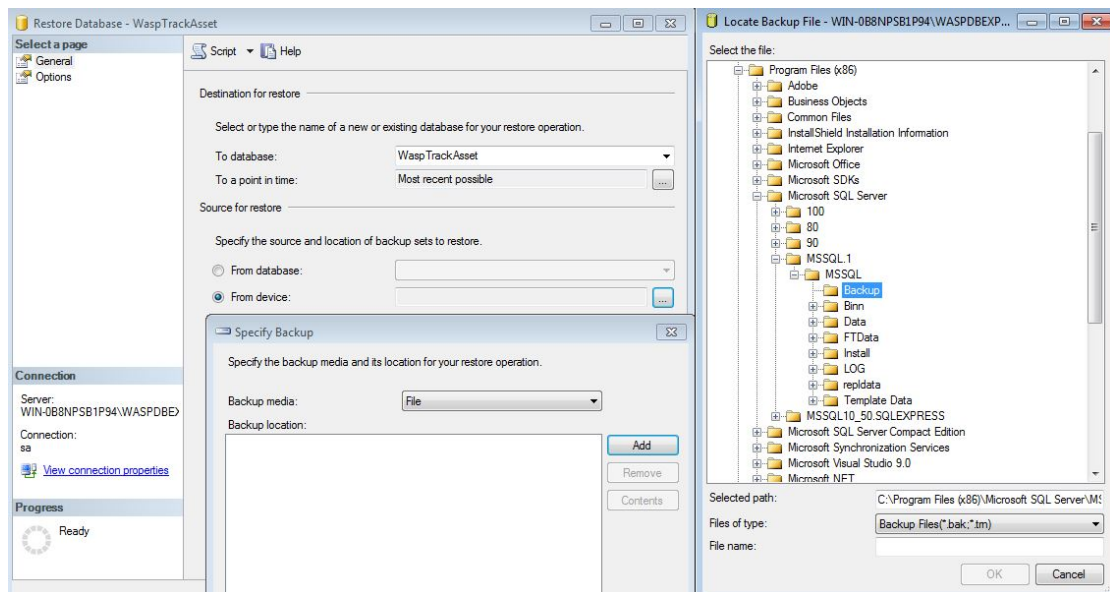 Restore Database - WaspTrackAsset
Select a page
General
Options
Script
Help
Destination for restore
Select or type the name of a new or existing database for your restore operation.
To database:
WaspTrackAsset
To a point in time:
Most recent possible
...
Source for restore
Specify the source and location of backup sets to restore.
From database:
From device:
...
Specify Backup
Specify the backup media and its location for your restore operation.
Backup media:
File
Backup location:
Add
Remove
Contents
Connection
Server:
WIN-0B8NPSB1P94\WASPDBEX
Connection:
sa
View connection properties
Progress
Ready
Locate Backup File - WIN-0B8NPSB1P94\WASPDBEXP...
Select the file:
Program Files (x86)
Adobe
Business Objects
Common Files
InstallShield Installation Information
Internet Explorer
Microsoft Office
Microsoft SDKs
Microsoft SQL Server
100
80
90
MSSQL.1
MSSQL
Backup
Binn
Data
FTData
Install
LOG
repldata
Template Data
MSSQL10_50.SQLEXPRESS
Microsoft SQL Server Compact Edition
Microsoft Synchronization Services
Microsoft Visual Studio 9.0
Microsoft.NET
Selected path:
C:\Program Files (x86)\Microsoft SQL Server\MS
Files of type:
Backup Files(*.bak;*.trn)
File name:
OK
Cancel